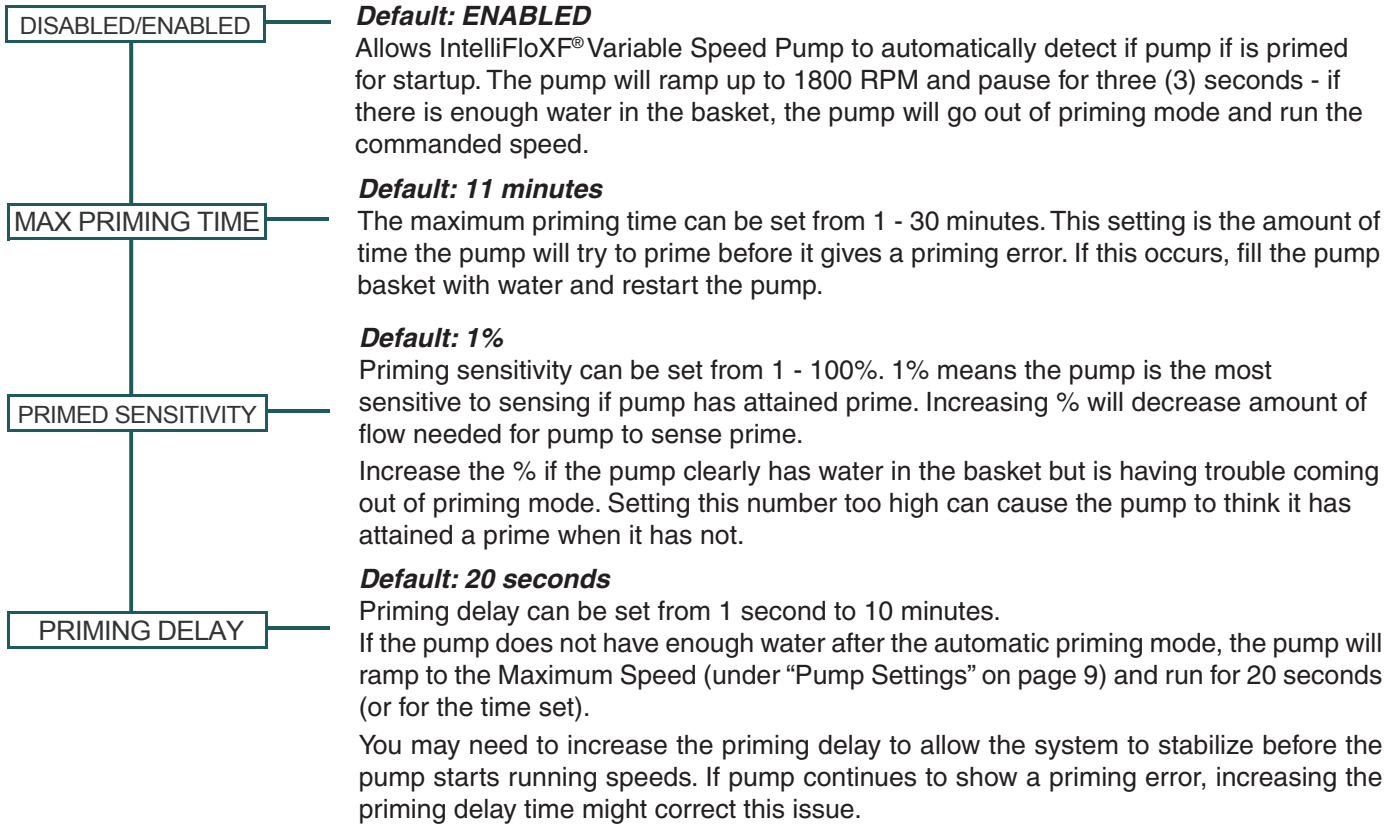 DISABLED/ENABLED
Default: ENABLED
Allows IntelliFloXF® Variable Speed Pump to automatically detect if pump if is primed
for startup. The pump will ramp up to 1800 RPM and pause for three (3) seconds - if
there is enough water in the basket, the pump will go out of priming mode and run the
commanded speed.
MAX PRIMING TIME
Default: 11 minutes
The maximum priming time can be set from 1 - 30 minutes. This setting is the amount of
time the pump will try to prime before it gives a priming error. If this occurs, fill the pump
basket with water and restart the pump.
PRIMED SENSITIVITY
Default: 1%
Priming sensitivity can be set from 1 - 100%. 1% means the pump is the most
sensitive to sensing if pump has attained prime. Increasing % will decrease amount of
flow needed for pump to sense prime.
Increase the % if the pump clearly has water in the basket but is having trouble coming
out of priming mode. Setting this number too high can cause the pump to think it has
attained a prime when it has not.
PRIMING DELAY
Default: 20 seconds
Priming delay can be set from 1 second to 10 minutes.
If the pump does not have enough water after the automatic priming mode, the pump will
ramp to the Maximum Speed (under “Pump Settings” on page 9) and run for 20 seconds
(or for the time set).
You may need to increase the priming delay to allow the system to stabilize before the
pump starts running speeds. If pump continues to show a priming error, increasing the
priming delay time might correct this issue.